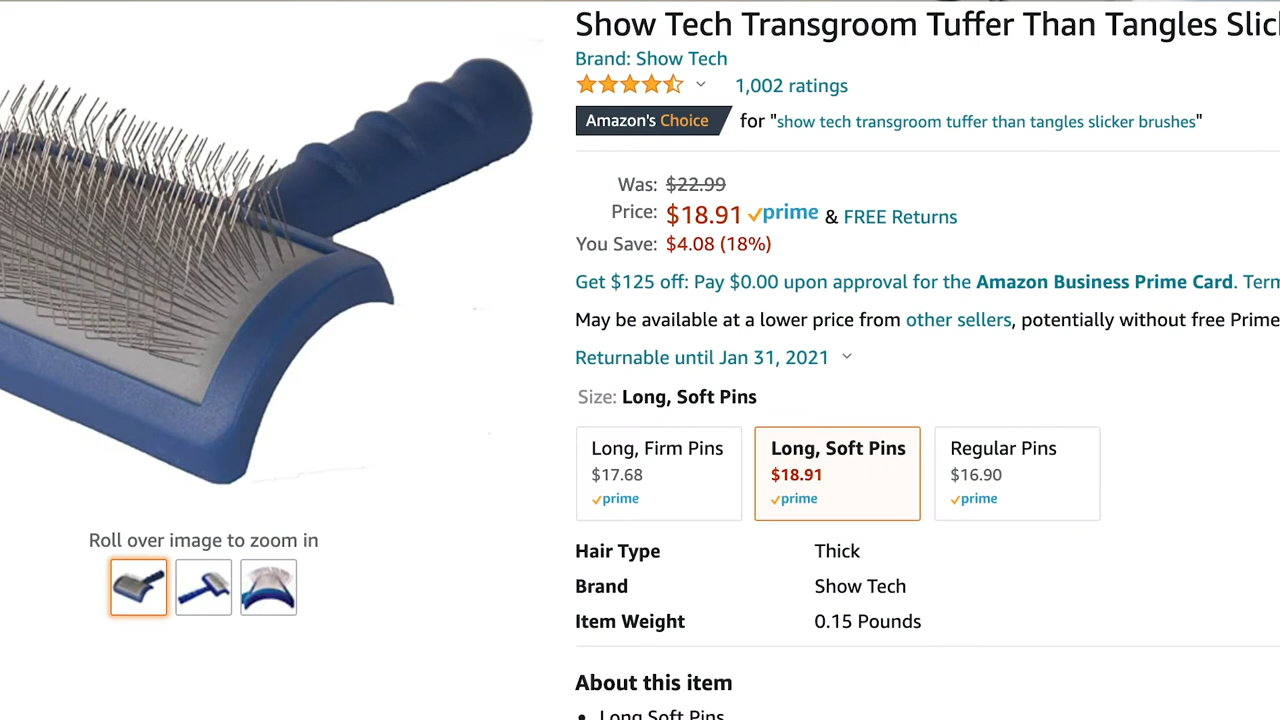 Show Tech Transgroom Tuffer Than Tangles Slic
Brand: Show Tech
1,002 ratings
Amazon's Choice for "show tech transgroom tuffer than tangles slicker brushes"
Was: $22.99
Price: $18.91 prime & FREE Returns
You Save: $4.08 (18%)
Get $125 off: Pay $0.00 upon approval for the Amazon Business Prime Card. Term
May be available at a lower price from other sellers, potentially without free Prime
Returnable until Jan 31, 2021
Size: Long, Soft Pins
Long, Firm Pins Long, Soft Pins Regular Pins
$17.68 $18.91 $16.90
prime prime prime
Roll over image to zoom in
Hair Type Thick
Brand Show Tech
Item Weight 0.15 Pounds
About this item
• Long Soft Pins